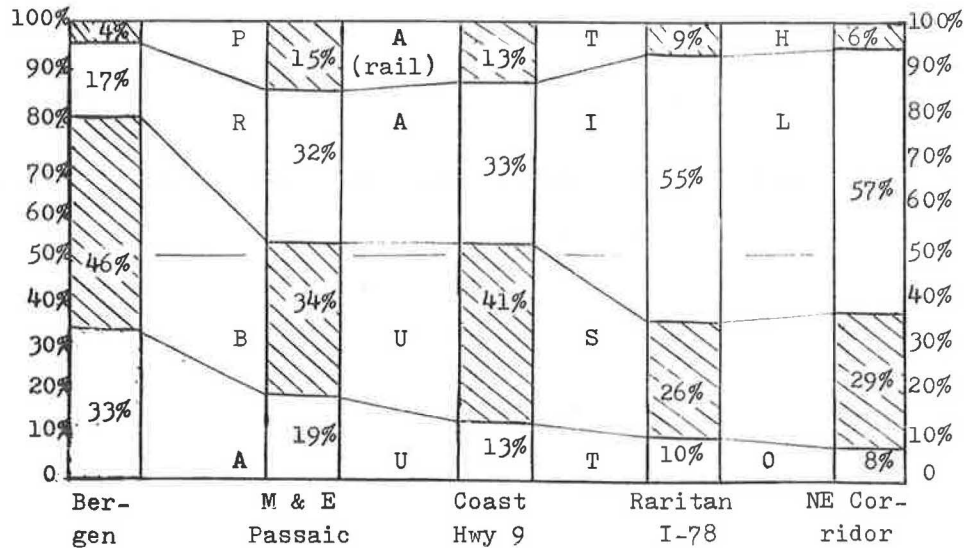 100% 4% P 15% A T 9% H 6% 100%
(rail) 13%
90% 17% 90%
80% R 32% A 33% I 55% L 57% 80%
70% 70%
60% 60%
50% 46% 50%
40% 34% 41% 40%
30% B U S 29% 30%
20% 33% 26% 20%
10% 19% 13% 10% 8% 10%
0 A U T O 0
Ber- M & E Coast Raritan NE Cor-
gen Passaic Hwy 9 I-78 ridor